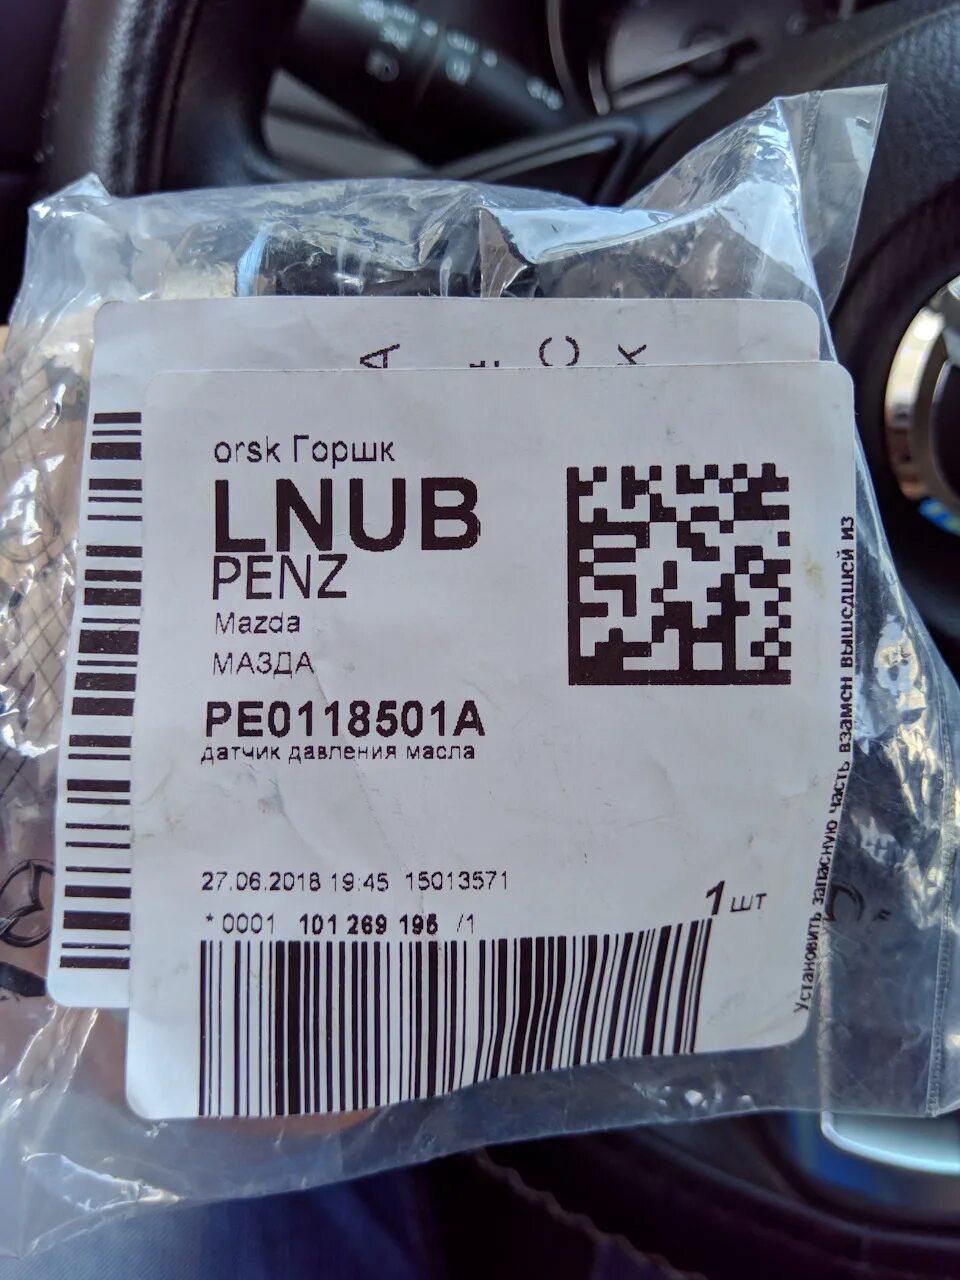 orsk Горшк
LNUB
PENZ
Mazda
МАЗДА
PE0118501A
датчик давления масла
27.06.2018 19:45 15013571
1 шт
*0001 101 269 195 /1
Установить запасную часть взамен вышедшей из